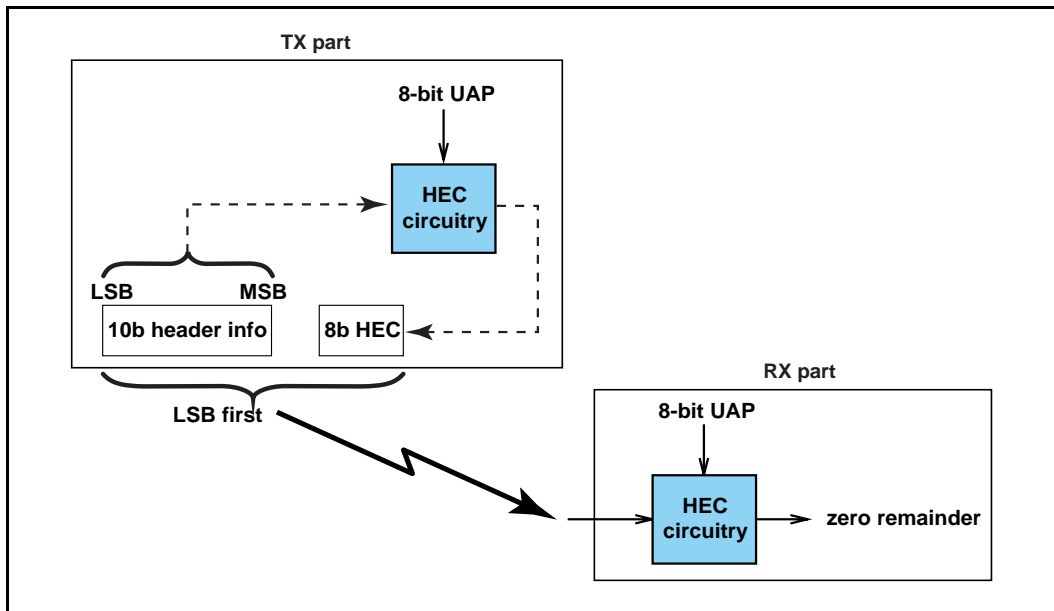 TX part
8-bit UAP
HEC
circuitry
LSB
MSB
10b header info
8b HEC
LSB first
RX part
8-bit UAP
HEC
circuitry
zero remainder